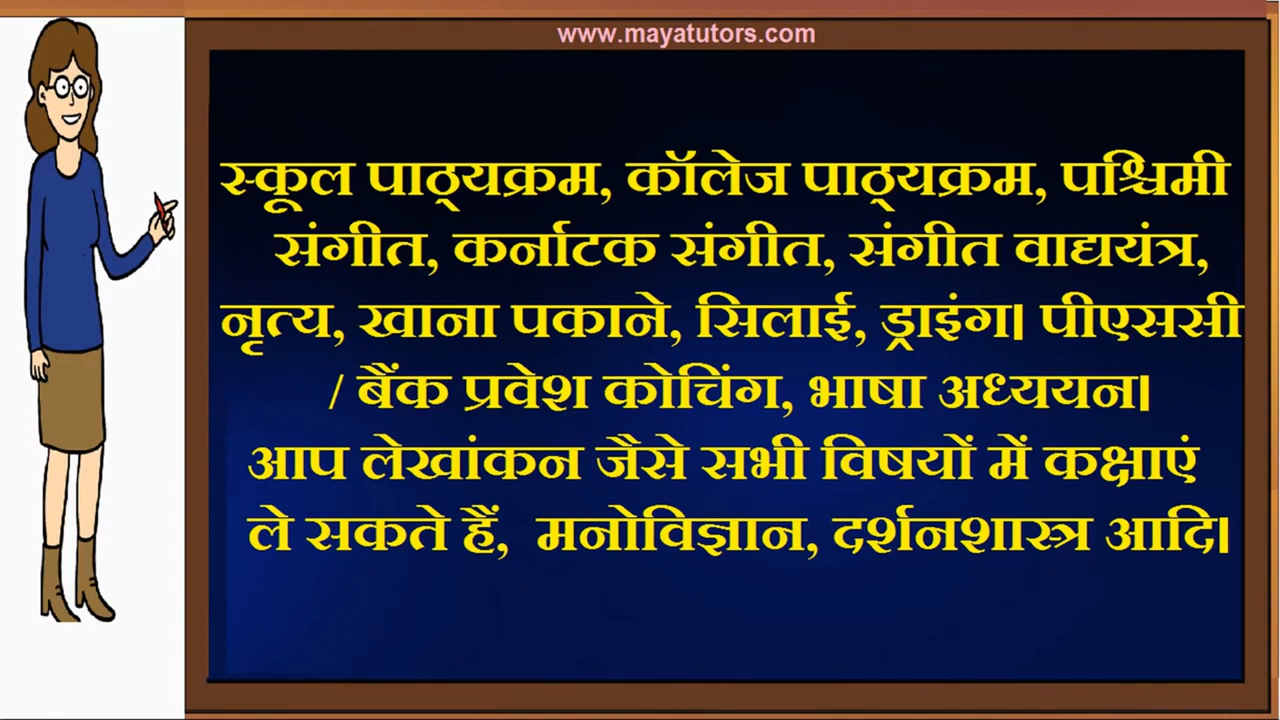 www.mayatutors.com
स्कूल पाठ्यक्रम, कॉलेज पाठ्यक्रम, पश्चिमी
संगीत, कर्नाटक संगीत, संगीत वाद्ययंत्र,
नृत्य, खाना पकाने, सिलाई, ड्राइंग। पीएससी
/ बैंक प्रवेश कोचिंग, भाषा अध्ययन।
आप लेखांकन जैसे सभी विषयों में कक्षाएं
ले सकते हैं, मनोविज्ञान, दर्शनशास्त्र आदि।